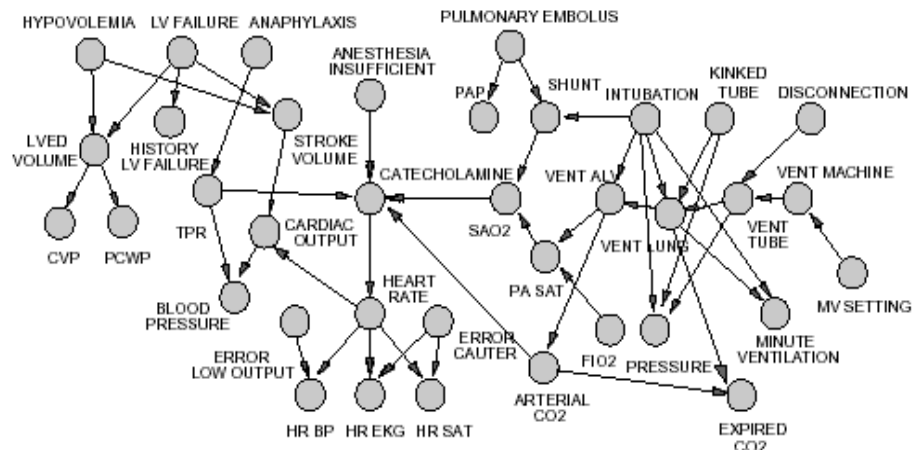 PULMONARY EMBOLUS
HYPOVOLEMIA
LV FAILURE
ANAPHYLAXIS
ANESTHESIA
INSUFFICIENT
PAP
SHUNT
INTUBATION
KINKED
TUBE
DISCONNECTION
LVED
VOLUME
HISTORY
LV FAILURE
STROKE
VOLUME
CATECHOLAMINE
VENT ALV
VENT MACHINE
TPR
CARDIAC
OUTPUT
SAO2
VENT LUNG
VENT
TUBE
CVP
PCWP
BLOOD
PRESSURE
HEART
RATE
PA SAT
MV SETTING
ERROR
LOW OUTPUT
ERROR
CAUTER
FIO2
PRESSURE
MINUTE
VENTILATION
HR BP
HR EKG
HR SAT
ARTERIAL
CO2
EXPIRED
CO2